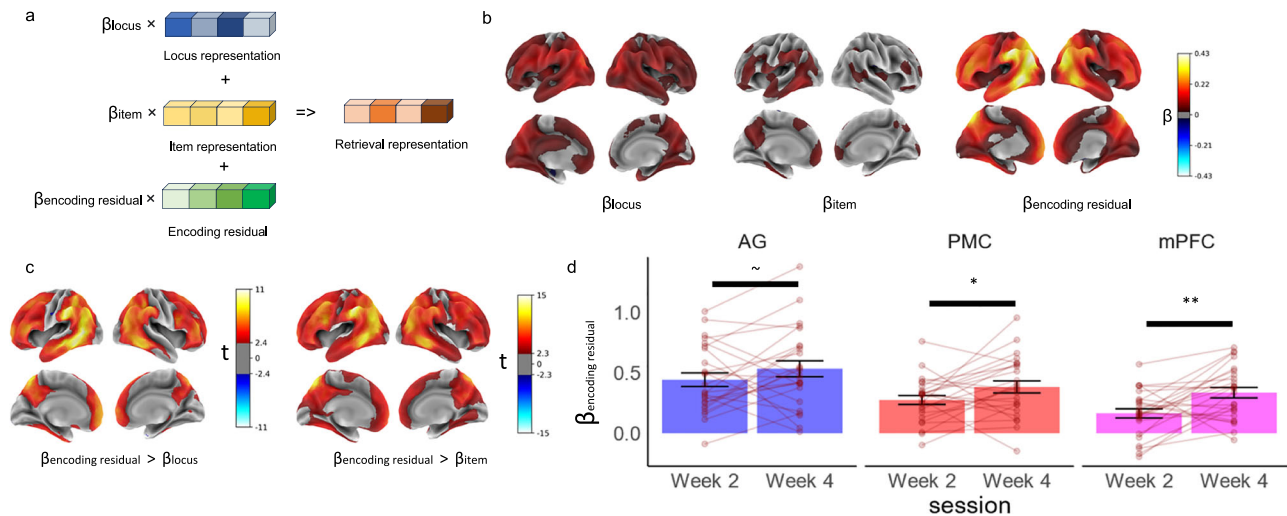 a
βlocus ×
Locus representation
+
βitem ×
=>
Item representation
Retrieval representation
+
βencoding residual ×
Encoding residual
b
βlocus
βitem
βencoding residual
β
0.43
0.22
0
-0.22
-0.43
c
t
11
2.4
0
-2.4
-11
βencoding residual > βlocus
t
15
2.3
0
-2.3
-15
βencoding residual > βitem
d
AG
PMC
mPFC
~
*
**
βencoding residual
1.0
0.5
0.0
Week 2
Week 4
Week 2
Week 4
Week 2
Week 4
session